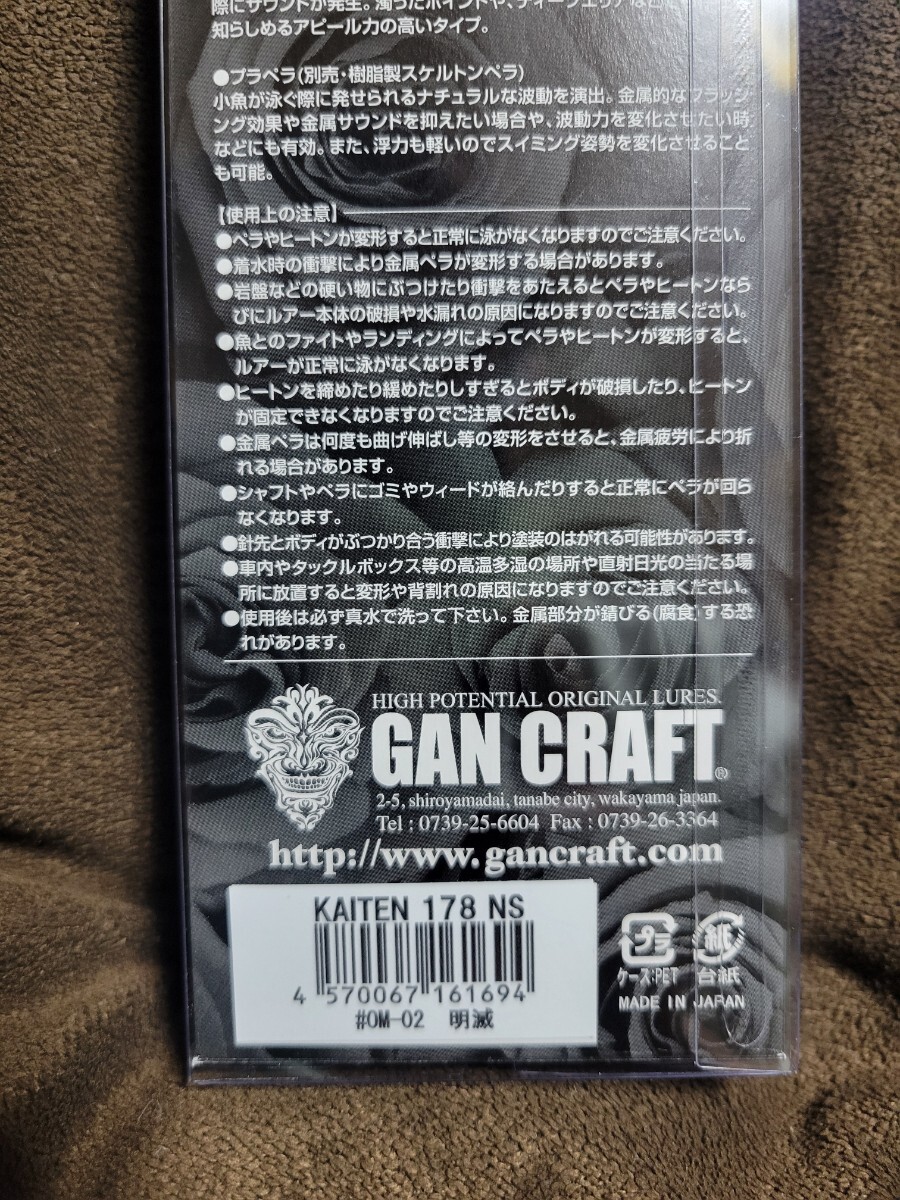 際にサウンドが発生。濁ったポイントや、ディープエリアなど
知らしめるアピール力の高いタイプ。
●プラペラ(別売・樹脂製スケルトンペラ)
小魚が泳ぐ際に発せられるナチュラルな波動を演出。金属的なフラッシ
ング効果や金属サウンドを抑えたい場合や、波動力を変化させたい時
などにも有効。また、浮力も軽いのでスイミング姿勢を変化させること
も可能。
【使用上の注意】
●ペラやヒートンが変形すると正常に泳がなくなりますのでご注意ください。
●着水時の衝撃により金属ペラが変形する場合があります。
●岩盤などの硬い物にぶつけたり衝撃をあたえるとペラやヒートンなら
びにルアー本体の破損や水漏れの原因になりますのでご注意ください。
●魚とのファイトやランディングによってペラやヒートンが変形すると、
ルアーが正常に泳がなくなります。
●ヒートンを締めたり緩めたりしすぎるとボディが破損したり、ヒートン
が固定できなくなりますのでご注意ください。
●金属ペラは何度も曲げ伸ばし等の変形をさせると、金属疲労により折
れる場合があります。
●シャフトやペラにゴミやウィードが絡んだりすると正常にペラが回ら
なくなります。
●針先とボディがぶつかり合う衝撃により塗装のはがれる可能性があります。
●車内やタックルボックス等の高温多湿の場所や直射日光の当たる場
所に放置すると変形や背割れの原因になりますのでご注意ください。
●使用後は必ず真水で洗って下さい。金属部分が錆びる(腐食)する恐
れがあります。
HIGH POTENTIAL ORIGINAL LURES.
GAN CRAFT®
2-5, shiroyamadai, tanabe city, wakayama japan.
Tel : 0739-25-6604 Fax : 0739-26-3364
http://www.gancraft.com
KAITEN 178 NS
4 570067 161694
#OM-02 明滅
プラ 紙
ケース:PET 台紙
MADE IN JAPAN